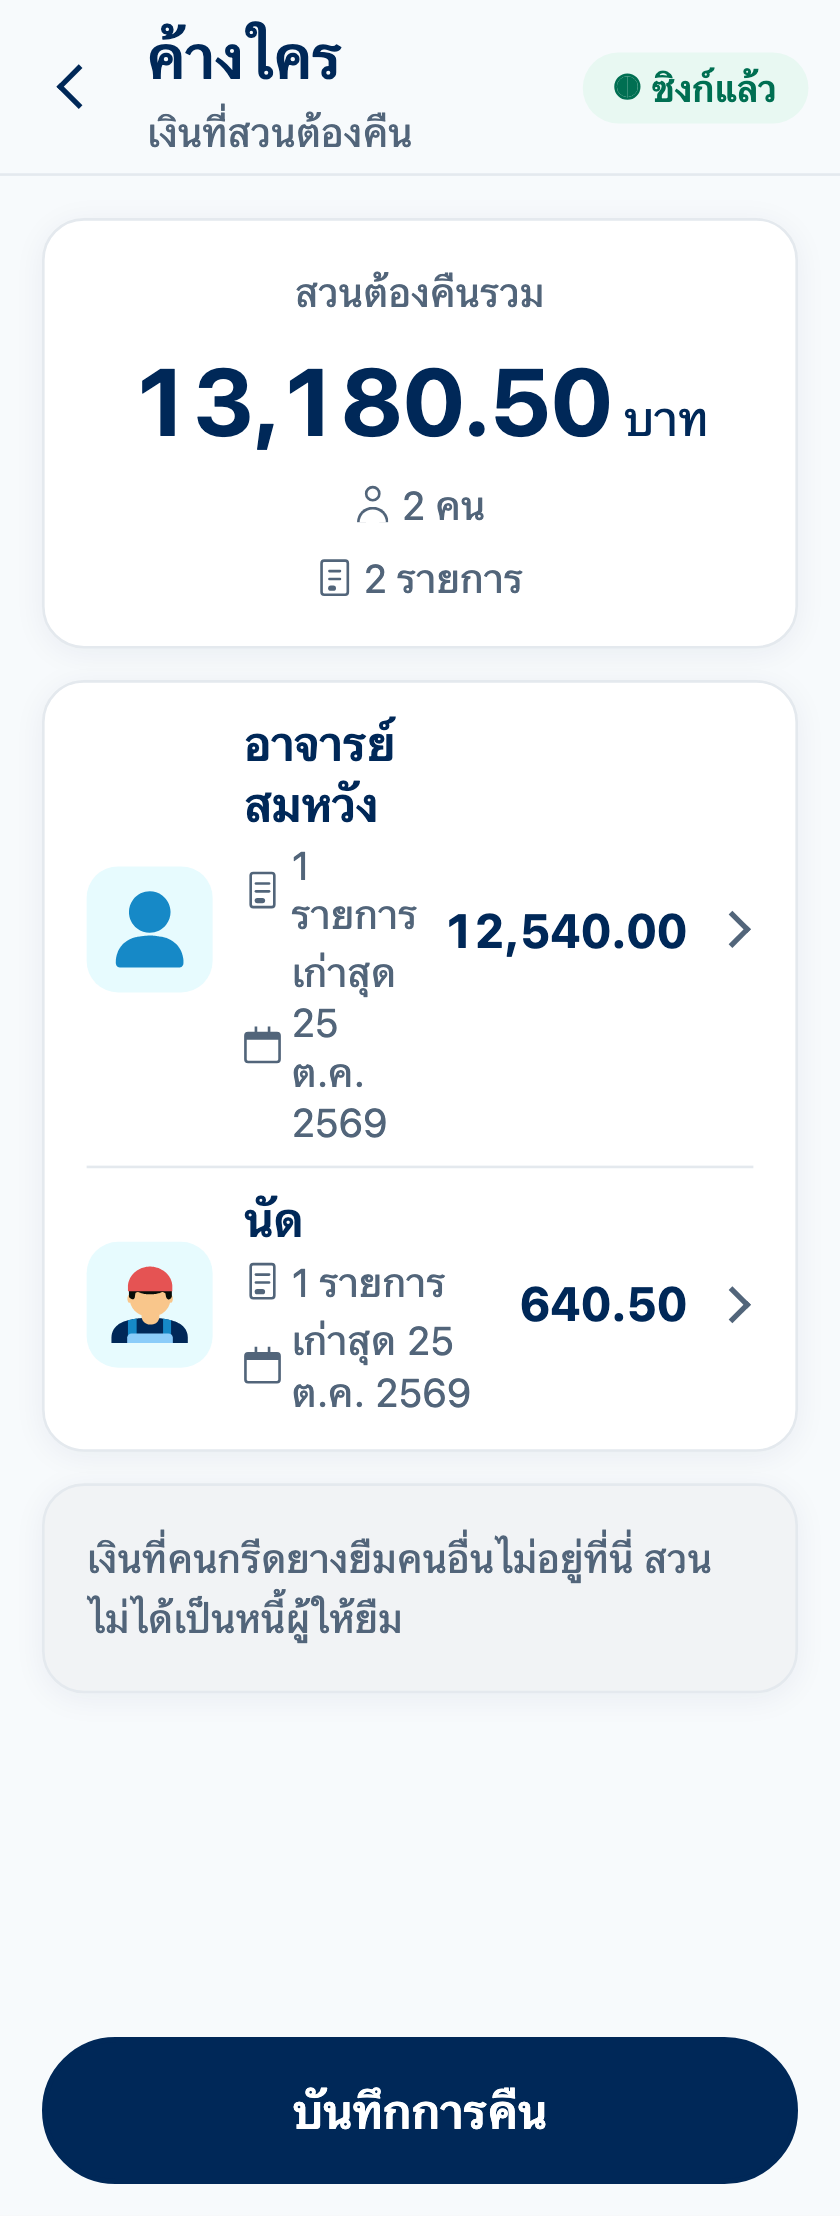 ค้างใคร
เงินที่สวนต้องคืน
ซิงก์แล้ว
สวนต้องคืนรวม
13,180.50 บาท
2 คน
2 รายการ
อาจารย์
สมหวัง
1
รายการ
เก่าสุด
25
ต.ค.
2569
12,540.00
นัด
1 รายการ
เก่าสุด 25
ต.ค. 2569
640.50
เงินที่คนกรีดยางยืมคนอื่นไม่อยู่ที่นี่ สวน
ไม่ได้เป็นหนี้ผู้ให้ยืม
บันทึกการคืน